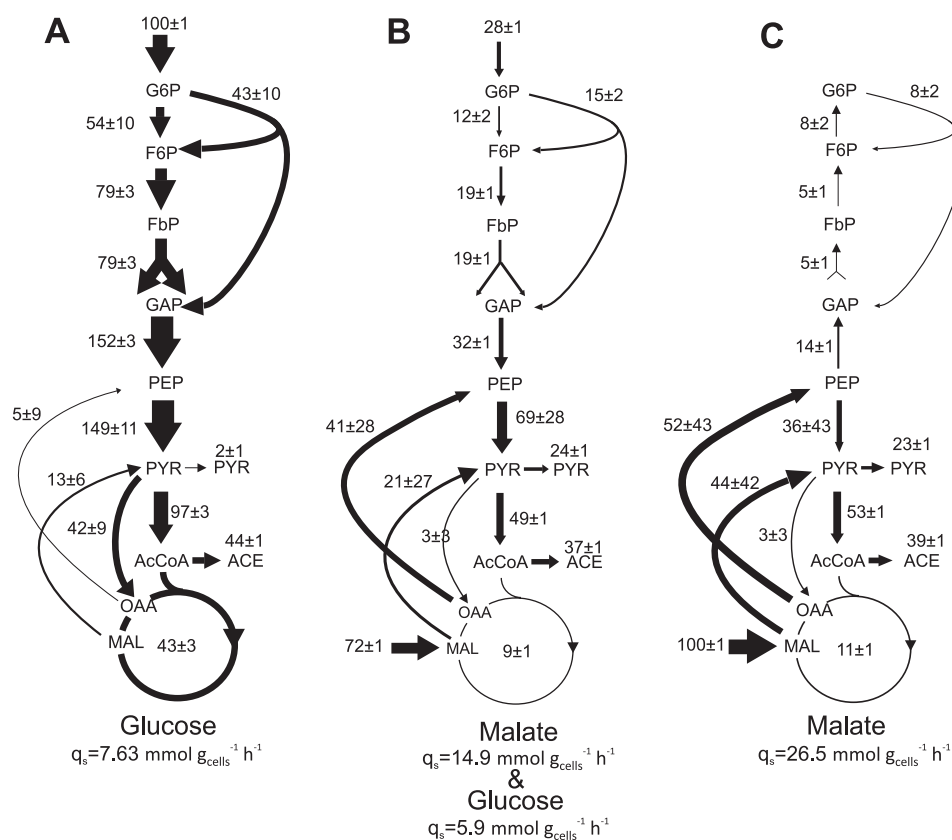 A
100±1
G6P
43±10
54±10
F6P
79±3
FbP
79±3
GAP
152±3
PEP
5±9
149±11
2±1
PYR
PYR
13±6
42±9
97±3
44±1
AcCoA
ACE
OAA
MAL
43±3
Glucose
qs=7.63 mmol gcells⁻¹ h⁻¹
B
28±1
G6P
15±2
12±2
F6P
19±1
FbP
19±1
GAP
32±1
PEP
41±28
69±28
24±1
PYR
PYR
21±27
3±3
49±1
37±1
AcCoA
ACE
OAA
72±1
MAL
9±1
Malate
qs=14.9 mmol gcells⁻¹ h⁻¹
&
Glucose
qs=5.9 mmol gcells⁻¹ h⁻¹
C
G6P
8±2
8±2
F6P
5±1
FbP
5±1
GAP
14±1
PEP
52±43
36±43
23±1
PYR
PYR
44±42
3±3
53±1
39±1
AcCoA
ACE
OAA
100±1
MAL
11±1
Malate
qs=26.5 mmol gcells⁻¹ h⁻¹